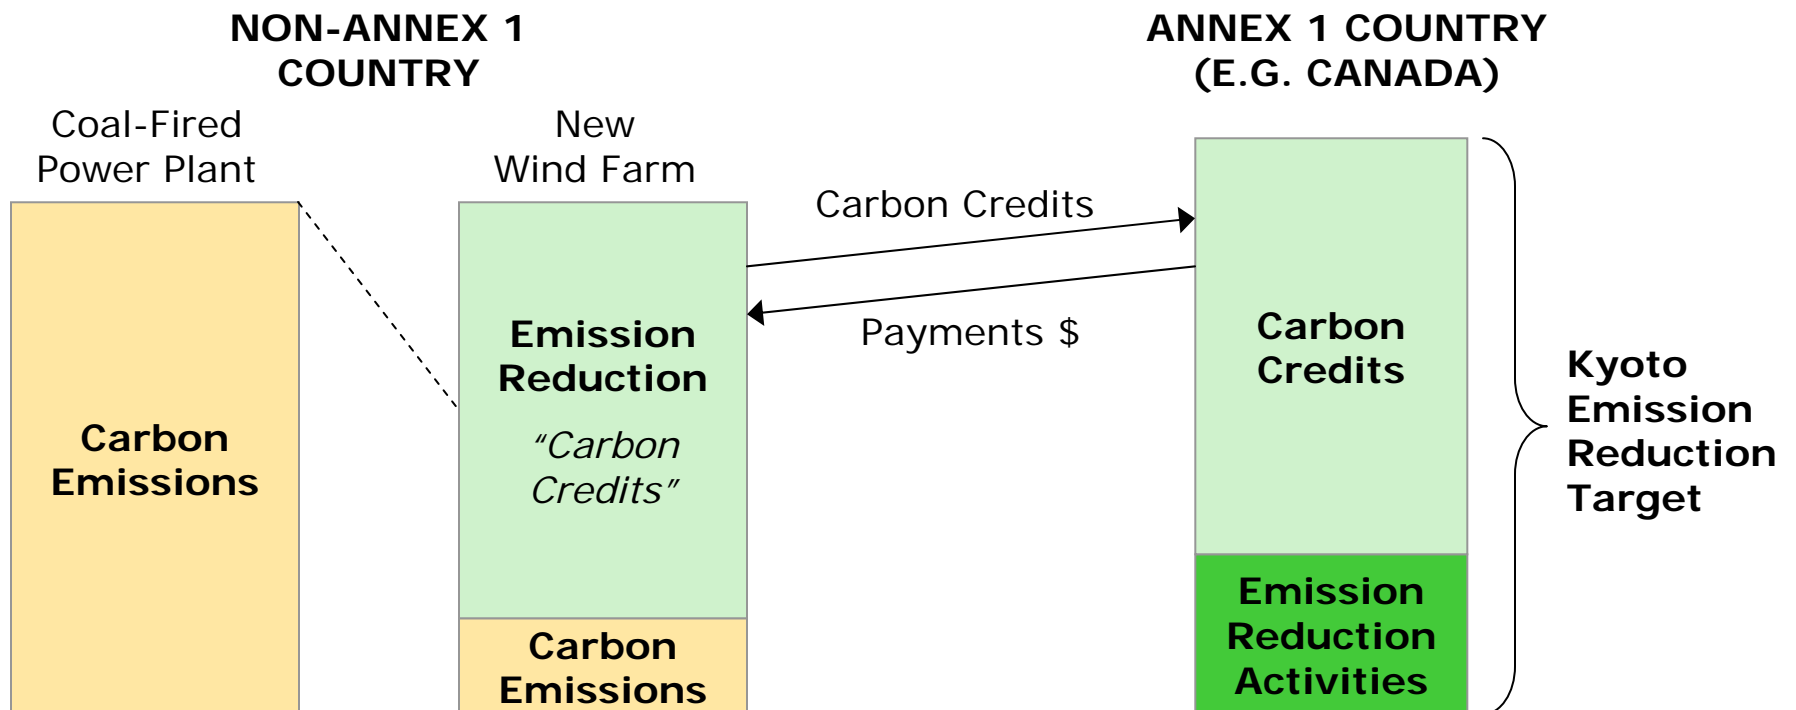 NON-ANNEX 1
COUNTRY
ANNEX 1 COUNTRY
(E.G. CANADA)
Coal-Fired
Power Plant
New
Wind Farm
Carbon Credits
Payments $
Carbon
Emissions
Emission
Reduction
“Carbon
Credits”
Carbon
Emissions
Carbon
Credits
Emission
Reduction
Activities
Kyoto
Emission
Reduction
Target